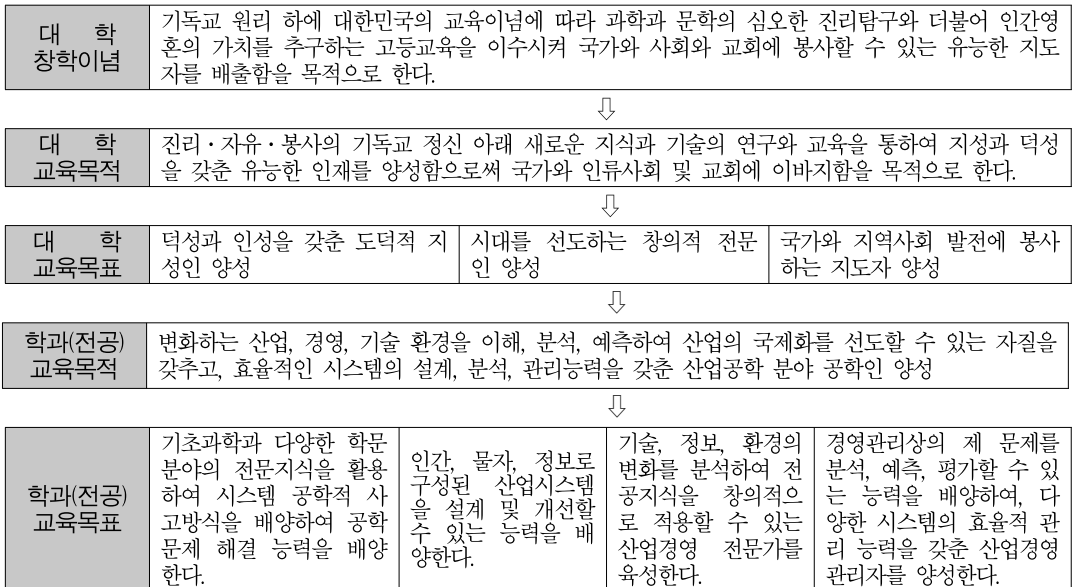 대 학
창학이념
기독교 원리 하에 대한민국의 교육이념에 따라 과학과 문학의 심오한 진리탐구와 더불어 인간영
혼의 가치를 추구하는 고등교육을 이수시켜 국가와 사회와 교회에 봉사할 수 있는 유능한 지도
자를 배출함을 목적으로 한다.
⇩
대 학
교육목적
진리·자유·봉사의 기독교 정신 아래 새로운 지식과 기술의 연구와 교육을 통하여 지성과 덕성
을 갖춘 유능한 인재를 양성함으로써 국가와 인류사회 및 교회에 이바지함을 목적으로 한다.
⇩
대 학
교육목표
덕성과 인성을 갖춘 도덕적 지
성인 양성
시대를 선도하는 창의적 전문
인 양성
국가와 지역사회 발전에 봉사
하는 지도자 양성
⇩
학과(전공)
교육목적
변화하는 산업, 경영, 기술 환경을 이해, 분석, 예측하여 산업의 국제화를 선도할 수 있는 자질을
갖추고, 효율적인 시스템의 설계, 분석, 관리능력을 갖춘 산업공학 분야 공학인 양성
⇩
학과(전공)
교육목표
기초과학과 다양한 학문
분야의 전문지식을 활용
하여 시스템 공학적 사
고방식을 배양하여 공학
문제 해결 능력을 배양
한다.
인간, 물자, 정보로
구성된 산업시스템
을 설계 및 개선할
수 있는 능력을 배
양한다.
기술, 정보, 환경의
변화를 분석하여 전
공지식을 창의적으
로 적용할 수 있는
산업경영 전문가를
육성한다.
경영관리상의 제 문제를
분석, 예측, 평가할 수 있
는 능력을 배양하여, 다
양한 시스템의 효율적 관
리 능력을 갖춘 산업경영
관리자를 양성한다.